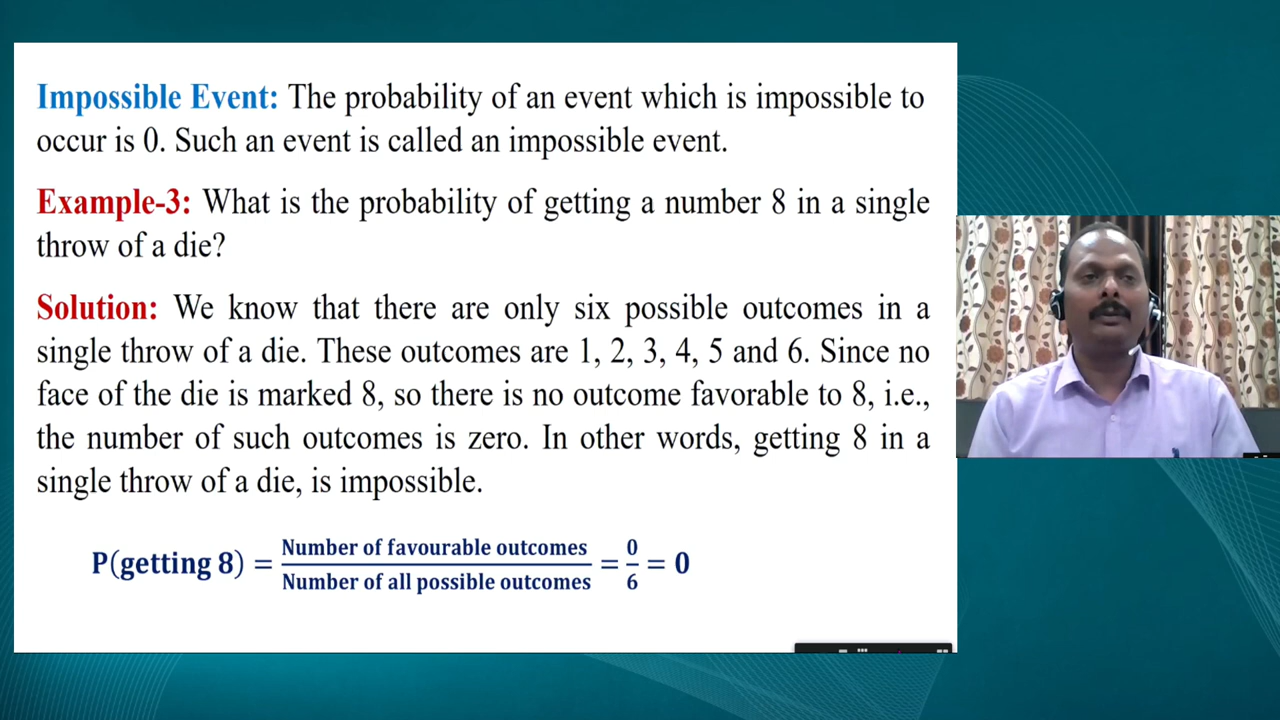 Impossible Event: The probability of an event which is impossible to
occur is 0. Such an event is called an impossible event.
Example-3: What is the probability of getting a number 8 in a single
throw of a die?
Solution: We know that there are only six possible outcomes in a
single throw of a die. These outcomes are 1, 2, 3, 4, 5 and 6. Since no
face of the die is marked 8, so there is no outcome favorable to 8, i.e.,
the number of such outcomes is zero. In other words, getting 8 in a
single throw of a die, is impossible.
P(getting 8) = Number of favourable outcomes / Number of all possible outcomes = 0/6 = 0